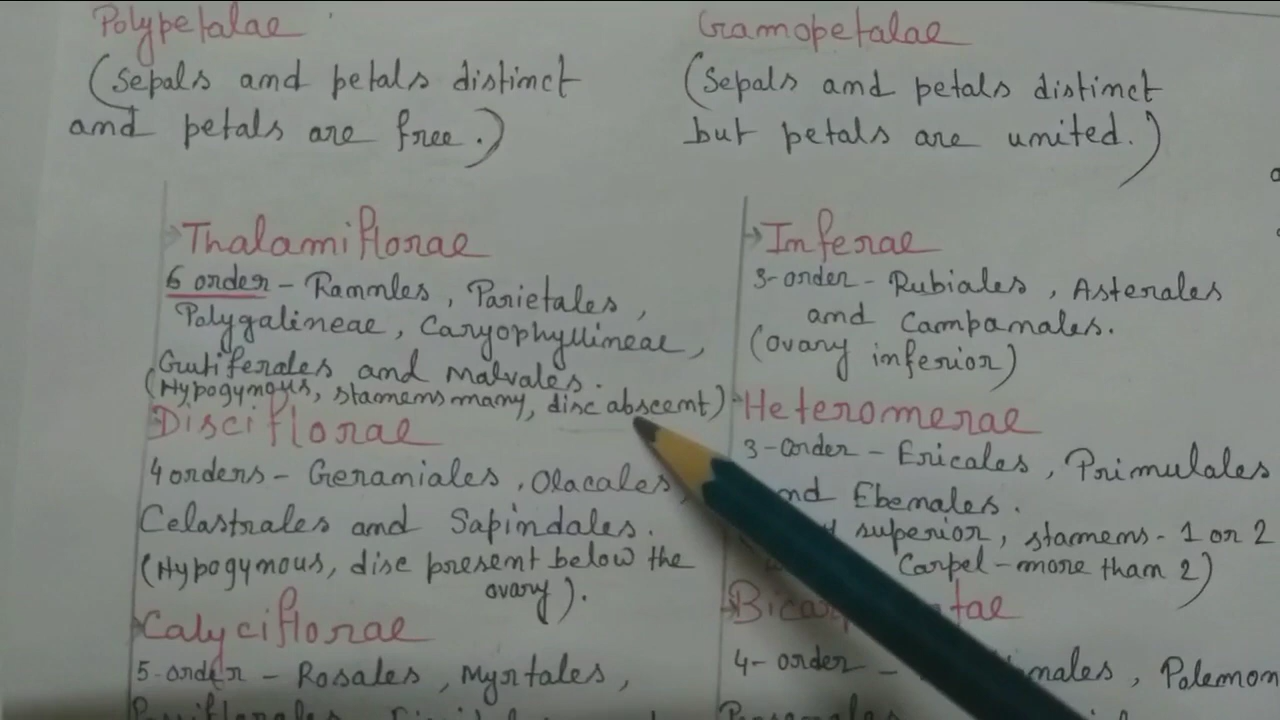 Polypetalae
(Sepals and petals distinct
and petals are free.)
Thalamiflorae
6 order - Rannles, Parietales,
Polygalineae, Caryophyllineae,
Guttiferales and Malvales.
(Hypogynous, stamens many, disc abscent)
Disciflorae
4 orders - Geraniales, Olacales,
Celastrales and Sapindales.
(Hypogynous, disc present below the
ovary).
Calyciflorae
5-order - Rosales, Myrtales,
Gamopetalae
(Sepals and petals distinct
but petals are united.)
Inferae
3-order - Rubiales, Asterales
and Campanales.
(ovary inferior)
Heteromerae
3-order - Ericales, Primulales
and Ebenales.
superior, stamens - 1 or 2
Carpel - more than 2)
4-order -